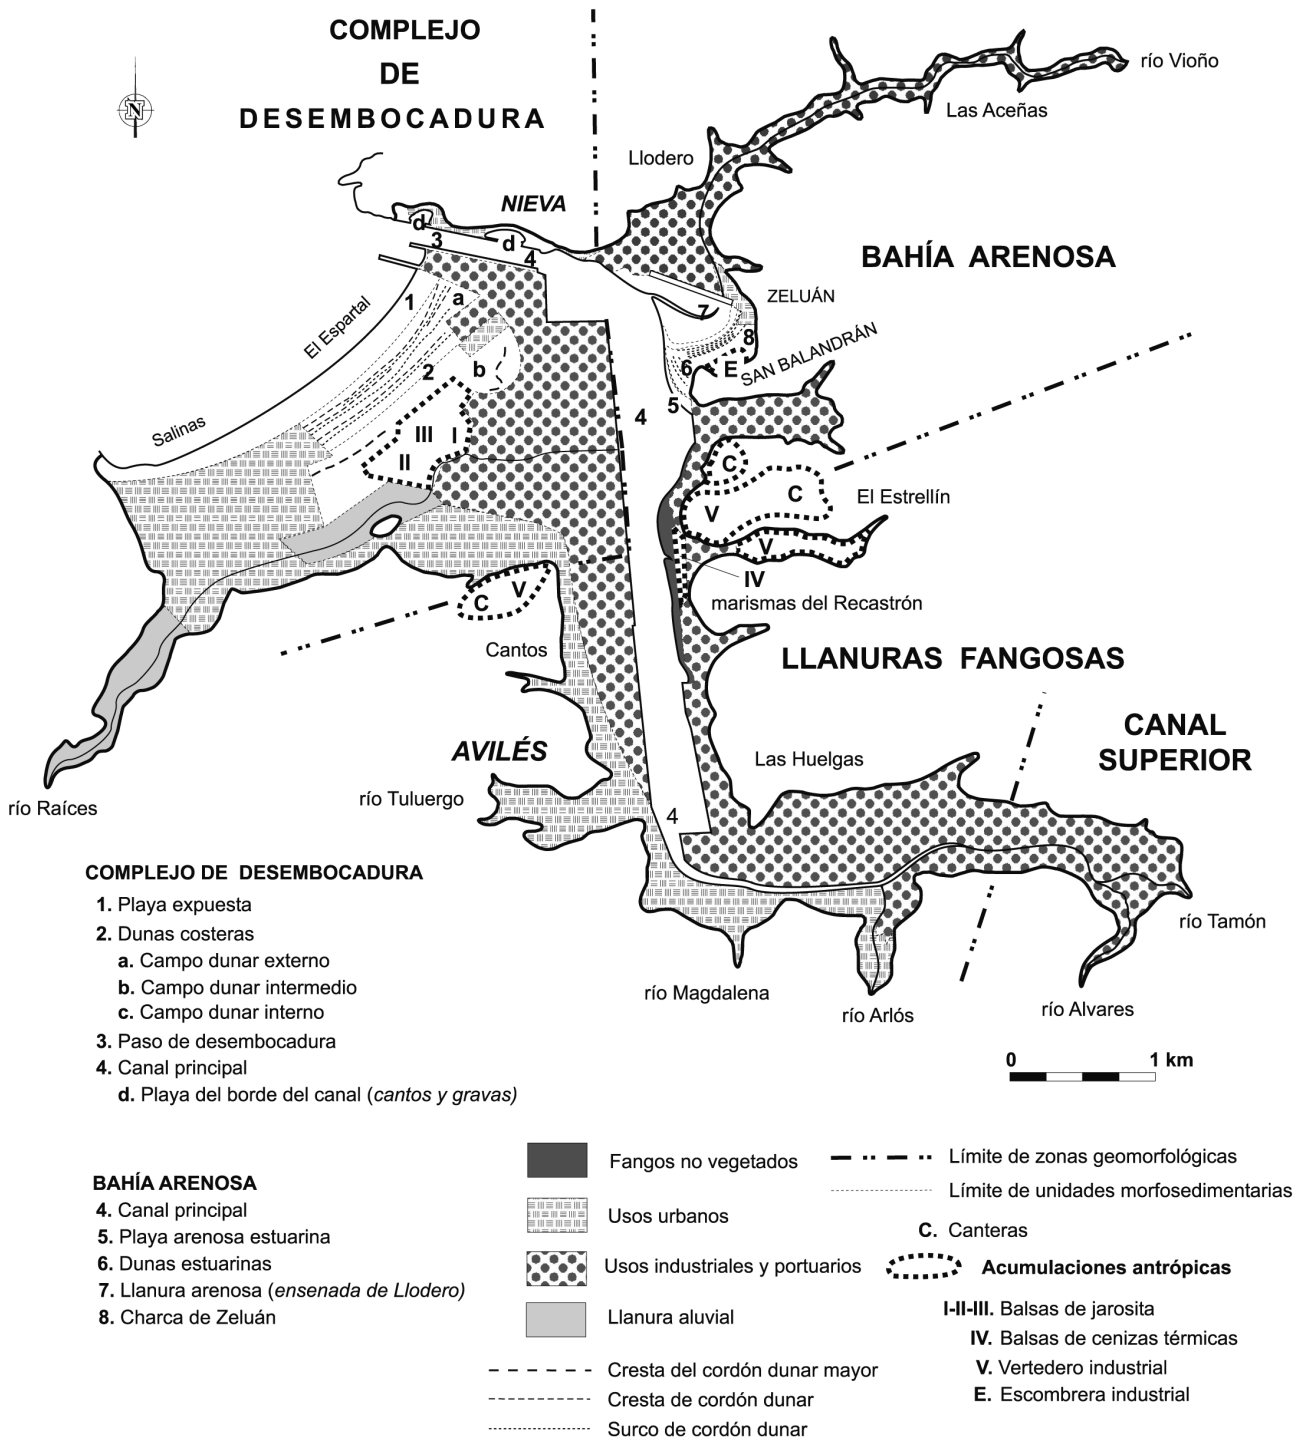 COMPLEJO
DE
DESEMBOCADURA
N
río Vioño
Las Aceñas
Llodero
NIEVA
d
3
d
4
BAHÍA ARENOSA
ZELUÁN
7
8
1
a
El Espartal
2
b
6
E
SAN BALANDRÁN
5
4
Salinas
III
I
II
C
C
V
El Estrellín
V
IV
marismas del Recastrón
C
V
Cantos
LLANURAS FANGOSAS
CANAL
SUPERIOR
AVILÉS
Las Huelgas
río Tuluergo
río Raíces
4
río Tamón
río Magdalena
río Arlós
río Alvares
0 1 km
COMPLEJO DE DESEMBOCADURA
1. Playa expuesta
2. Dunas costeras
a. Campo dunar externo
b. Campo dunar intermedio
c. Campo dunar interno
3. Paso de desembocadura
4. Canal principal
d. Playa del borde del canal (cantos y gravas)
BAHÍA ARENOSA
4. Canal principal
5. Playa arenosa estuarina
6. Dunas estuarinas
7. Llanura arenosa (ensenada de Llodero)
8. Charca de Zeluán
Fangos no vegetados
Usos urbanos
Usos industriales y portuarios
Llanura aluvial
Cresta del cordón dunar mayor
Cresta de cordón dunar
Surco de cordón dunar
Límite de zonas geomorfológicas
Límite de unidades morfosedimentarias
C. Canteras
Acumulaciones antrópicas
I-II-III. Balsas de jarosita
IV. Balsas de cenizas térmicas
V. Vertedero industrial
E. Escombrera industrial